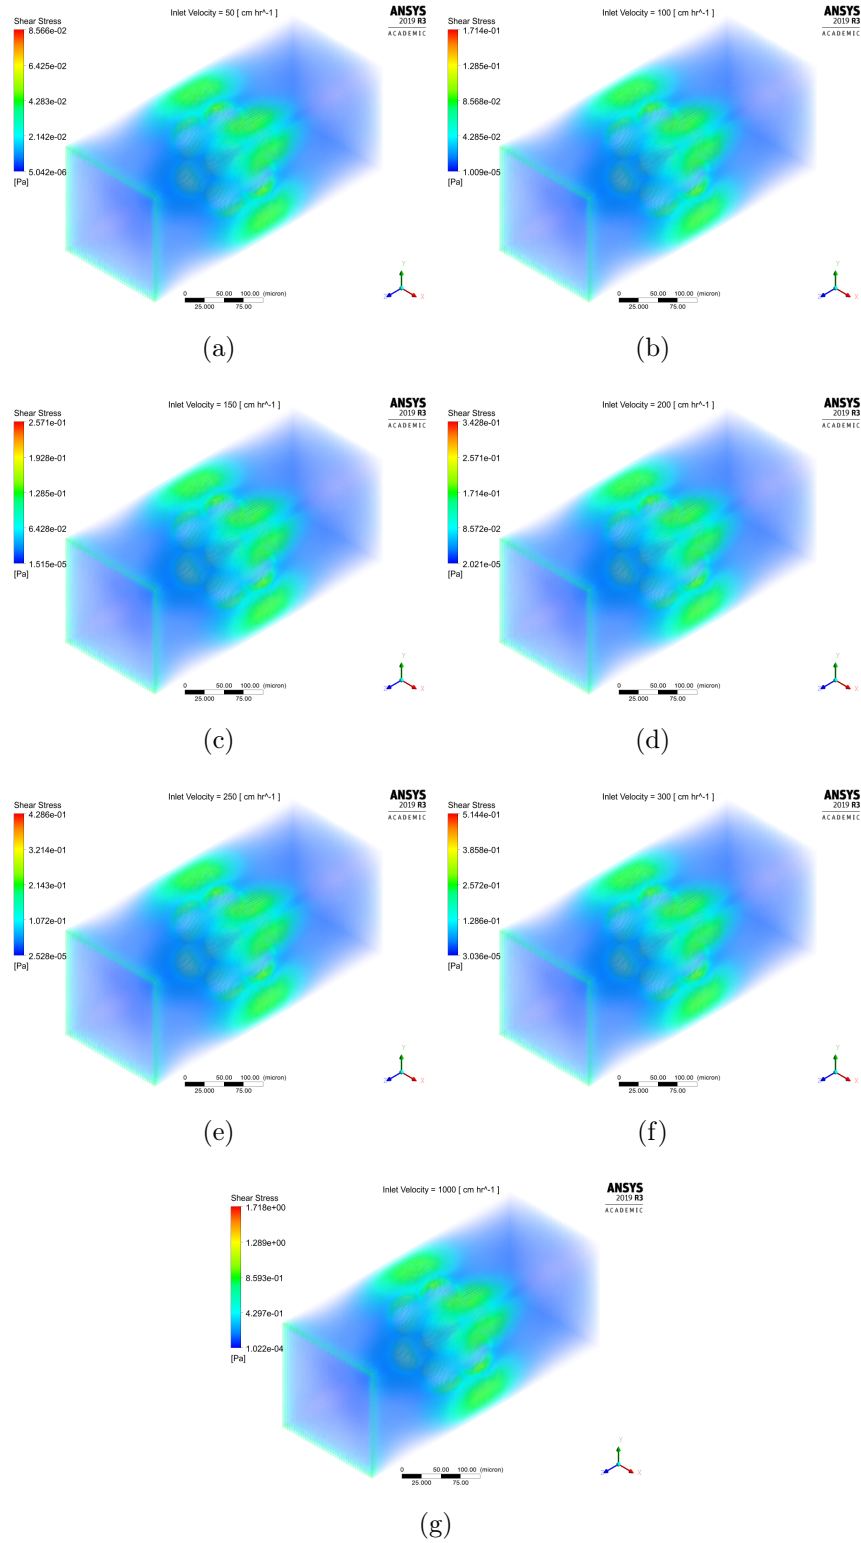 Inlet Velocity = 50 [ cm hr^-1 ]
ANSYS
2019 R3
ACADEMIC
Shear Stress
8.566e-02
6.425e-02
4.283e-02
2.142e-02
5.042e-06
[Pa]
0 50.00 100.00 (micron)
25.000 75.00
Y
Z X
(a)
Inlet Velocity = 100 [ cm hr^-1 ]
ANSYS
2019 R3
ACADEMIC
Shear Stress
1.714e-01
1.285e-01
8.568e-02
4.285e-02
1.009e-05
[Pa]
0 50.00 100.00 (micron)
25.000 75.00
Y
Z X
(b)
Inlet Velocity = 150 [ cm hr^-1 ]
ANSYS
2019 R3
ACADEMIC
Shear Stress
2.571e-01
1.928e-01
1.285e-01
6.428e-02
1.515e-05
[Pa]
0 50.00 100.00 (micron)
25.000 75.00
Y
Z X
(c)
Inlet Velocity = 200 [ cm hr^-1 ]
ANSYS
2019 R3
ACADEMIC
Shear Stress
3.428e-01
2.571e-01
1.714e-01
8.572e-02
2.021e-05
[Pa]
0 50.00 100.00 (micron)
25.000 75.00
Y
Z X
(d)
Inlet Velocity = 250 [ cm hr^-1 ]
ANSYS
2019 R3
ACADEMIC
Shear Stress
4.286e-01
3.214e-01
2.143e-01
1.072e-01
2.528e-05
[Pa]
0 50.00 100.00 (micron)
25.000 75.00
Y
Z X
(e)
Inlet Velocity = 300 [ cm hr^-1 ]
ANSYS
2019 R3
ACADEMIC
Shear Stress
5.144e-01
3.858e-01
2.572e-01
1.286e-01
3.036e-05
[Pa]
0 50.00 100.00 (micron)
25.000 75.00
Y
Z X
(f)
Inlet Velocity = 1000 [ cm hr^-1 ]
ANSYS
2019 R3
ACADEMIC
Shear Stress
1.718e+00
1.289e+00
8.593e-01
4.297e-01
1.022e-04
[Pa]
0 50.00 100.00 (micron)
25.000 75.00
Y
Z X
(g)